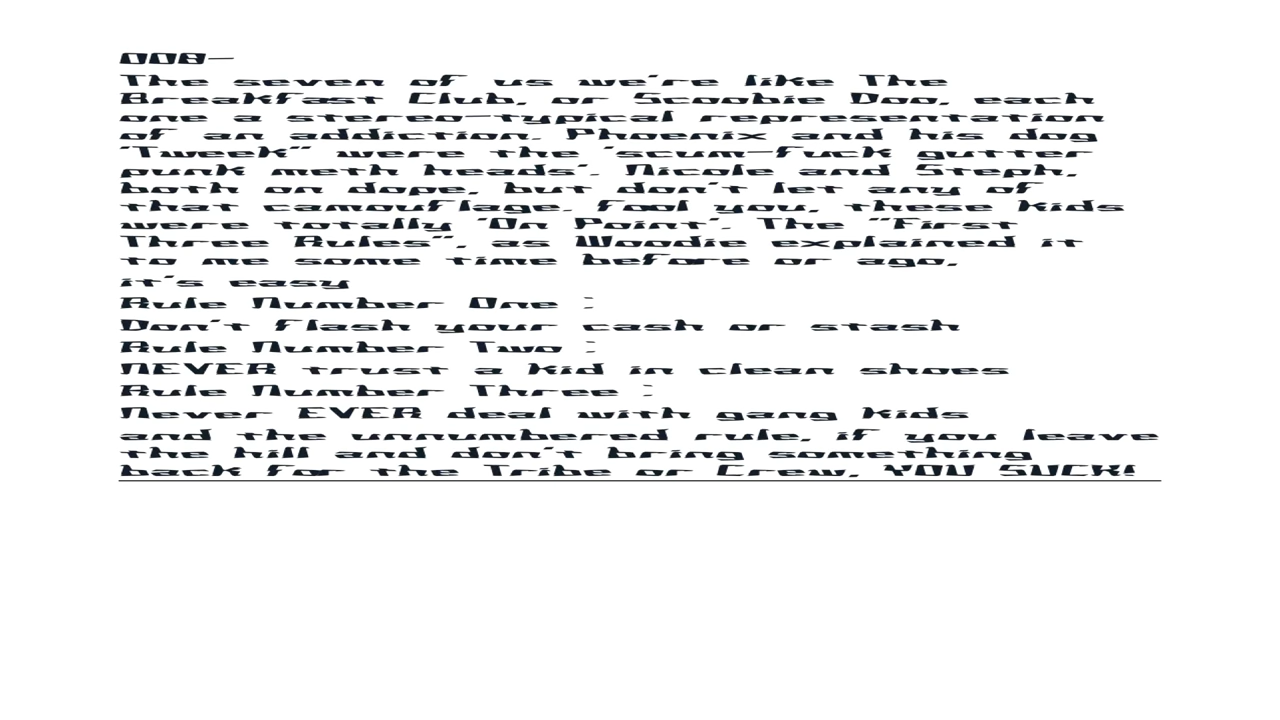 008—
The seven of us we're like The
Breakfast Club, or Scoobie Doo, each
one a stereo-typical representation
of an addiction. Phoenix and his dog
'Tweek" were the 'scum-fuck gutter
punk meth heads'. Nicole and Steph,
both on dope, but don't let any of
that camouflage. fool you, these kids
were totally 'On Point'. The "First
Three Rules", as Woodie explained it
to me some time before or ago,
it's easy
Rule Number One :
Don't flash your cash or stash
Rule Number Two :
NEVER trust a kid in clean shoes
Rule Number Three :
Never EVER deal with gang kids
and the unnumbered rule, if you leave
the hill and don't bring something
back for the Tribe or Crew, YOU SUCK!